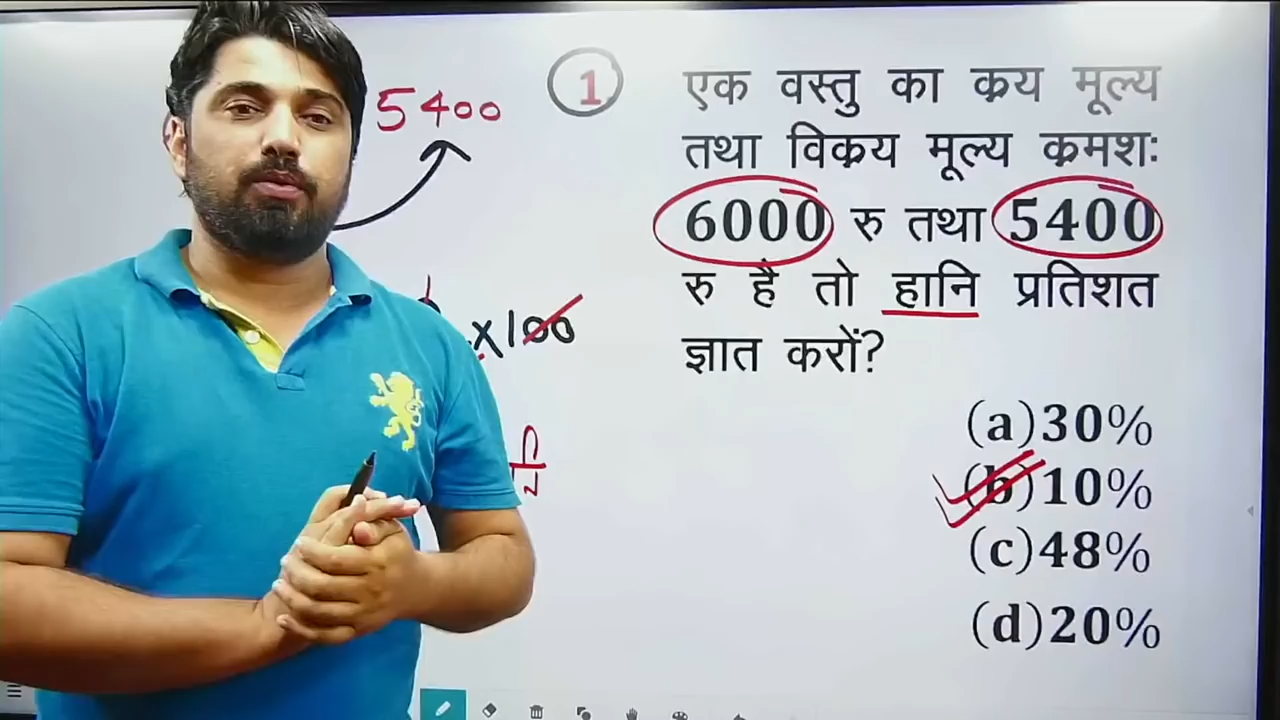 5400
1
एक वस्तु का क्रय मूल्य
तथा विक्रय मूल्य क्रमशः
6000 रु तथा 5400
रु है तो हानि प्रतिशत
ज्ञात करों?
x100
(a)30%
(b)10%
(c)48%
(d)20%